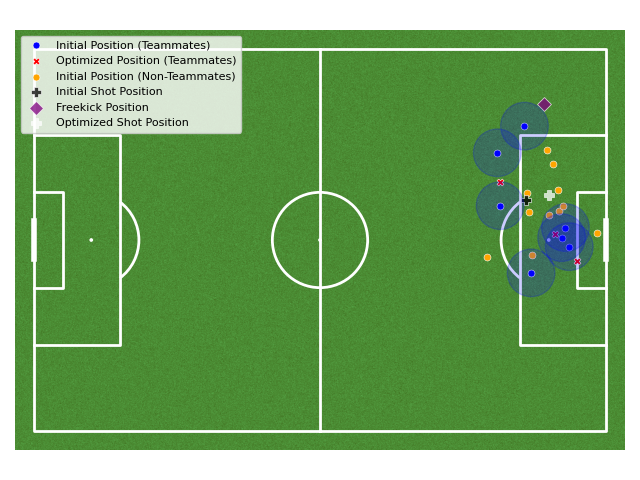 Initial Position (Teammates)
Optimized Position (Teammates)
Initial Position (Non-Teammates)
Initial Shot Position
Freekick Position
Optimized Shot Position